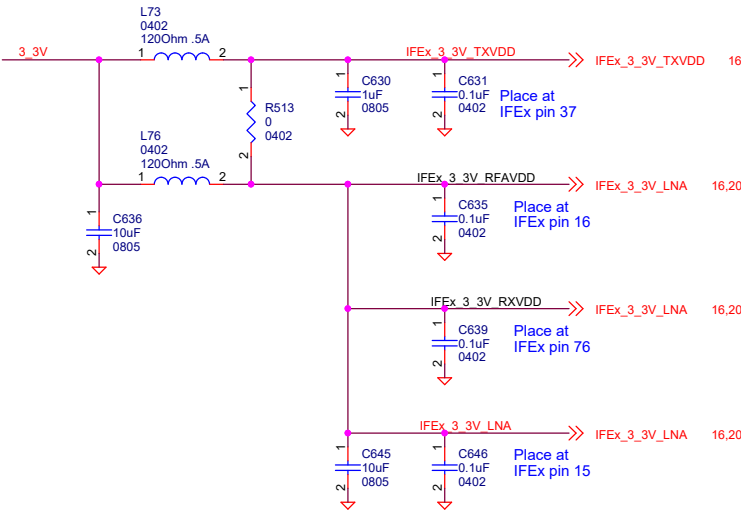 L73
0402
120Ohm .5A
3_3V
1
2
IFEx_3_3V_TXVDD
IFEx_3_3V_TXVDD
16
1
C630
1uF
0805
2
1
C631
0.1uF
0402
2
Place at
IFEx pin 37
1
R513
0
0402
2
L76
0402
120Ohm .5A
1
2
IFEx_3_3V_RFAVDD
IFEx_3_3V_LNA
16,20
1
C636
10uF
0805
2
1
C635
0.1uF
0402
2
Place at
IFEx pin 16
IFEx_3_3V_RXVDD
IFEx_3_3V_LNA
16,20
1
C639
0.1uF
0402
2
Place at
IFEx pin 76
IFEx_3_3V_LNA
IFEx_3_3V_LNA
16,20
1
C645
10uF
0805
2
1
C646
0.1uF
0402
2
Place at
IFEx pin 15